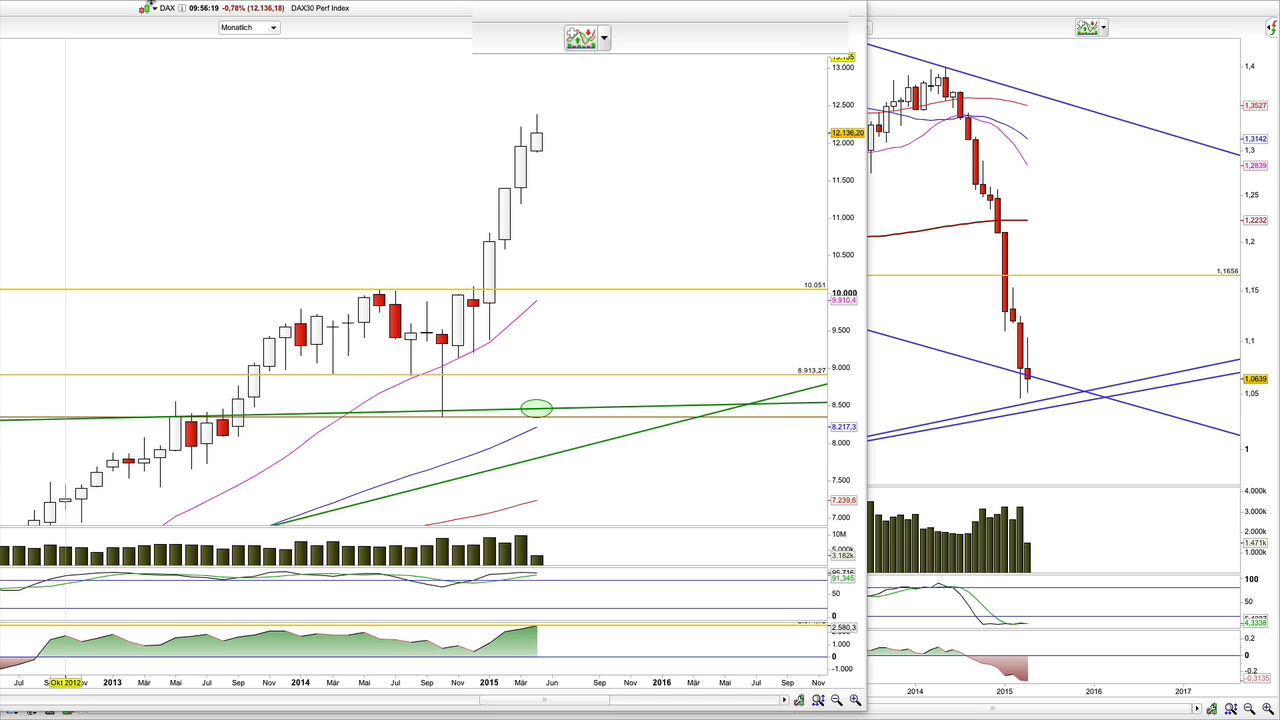 DAX 09:56:19 -0,78% (12.136,18) DAX30 Perf Index
Monatlich
13.000
12.500
12.136,20
12.000
11.500
11.000
10.500
10.051
10.000
9.910,4
9.500
9.000
8.913,27
8.500
8.217,3
8.000
7.500
7.239,6
7.000
10M
5.000k
3.182k
91,345
50
0
2.580,3
0
-1.000
Jul
Okt 2012
2013
Mär
Mai
Jul
Sep
Nov
2014
Mär
Mai
Jul
Sep
Nov
2015
Mär
Jun
Sep
Nov
2016
Mär
Mai
Jul
Sep
Nov
1,4
1,3527
1,3142
1,3
1,2839
1,25
1,2232
1,2
1,1656
1,15
1,1
1,0639
1,05
1
4.000k
3.000k
2.000k
1.471k
1.000k
100
50
4,3338
0,2
0
-0,2
-0,3135
2014
2015
2016
2017